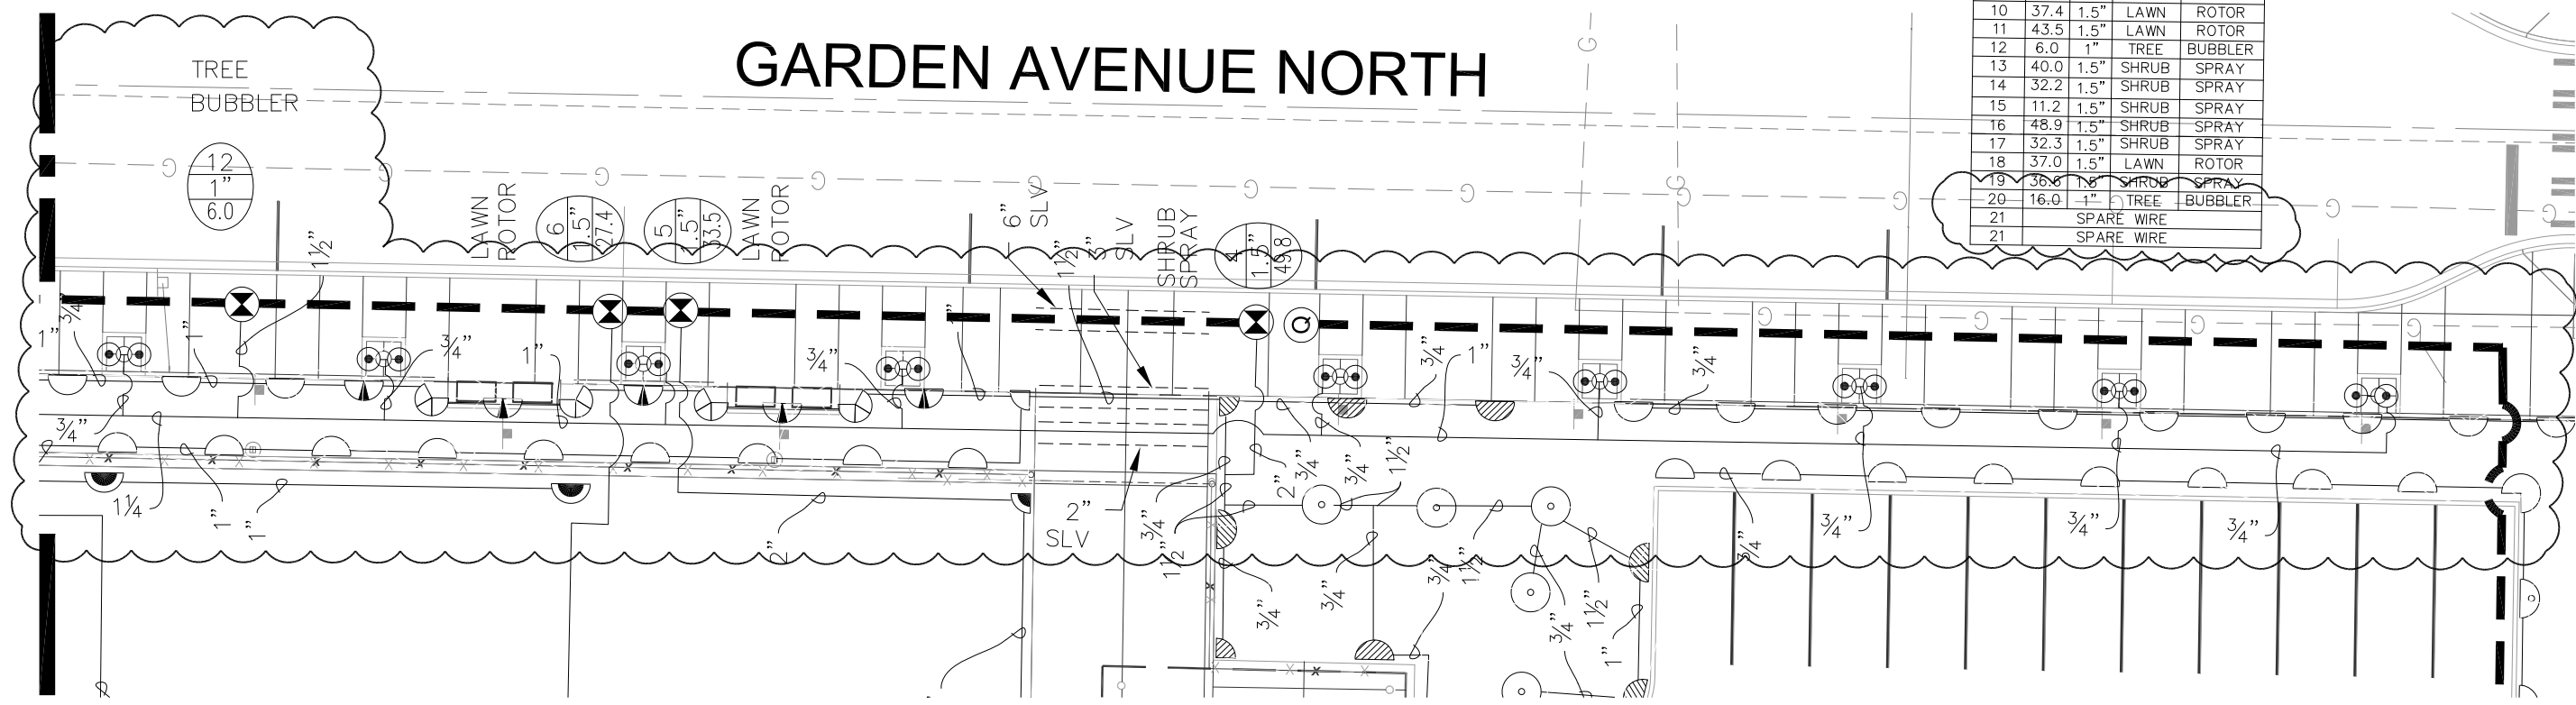 GARDEN AVENUE NORTH
TREE
BUBBLER
12
1"
6.0
LAWN
ROTOR
6
1.5"
27.4
5
1.5"
33.5
LAWN
ROTOR
6"
SLV
1½"
3"
SLV
SHRUB
SPRAY
4
1.5"
49.8
10 37.4 1.5" LAWN ROTOR
11 43.5 1.5" LAWN ROTOR
12 6.0 1" TREE BUBBLER
13 40.0 1.5" SHRUB SPRAY
14 32.2 1.5" SHRUB SPRAY
15 11.2 1.5" SHRUB SPRAY
16 48.9 1.5" SHRUB SPRAY
17 32.3 1.5" SHRUB SPRAY
18 37.0 1.5" LAWN ROTOR
19 36.6 1.5" SHRUB SPRAY
20 16.0 1" TREE BUBBLER
21 SPARE WIRE
21 SPARE WIRE
G G G G G G G G G G G G
G G
G G G G
1½"
1"
¾"
1"
¾"
1"
¾"
Q
¾"
1"
¾"
¾"
¾"
1¼
1"
1"
2"
2"
SLV
¾"
1½"
2"
¾"
¾"
1½"
¾"
¾"
¾"
1½"
¾"
1½"
1"
¾"
¾"
¾"
¾"